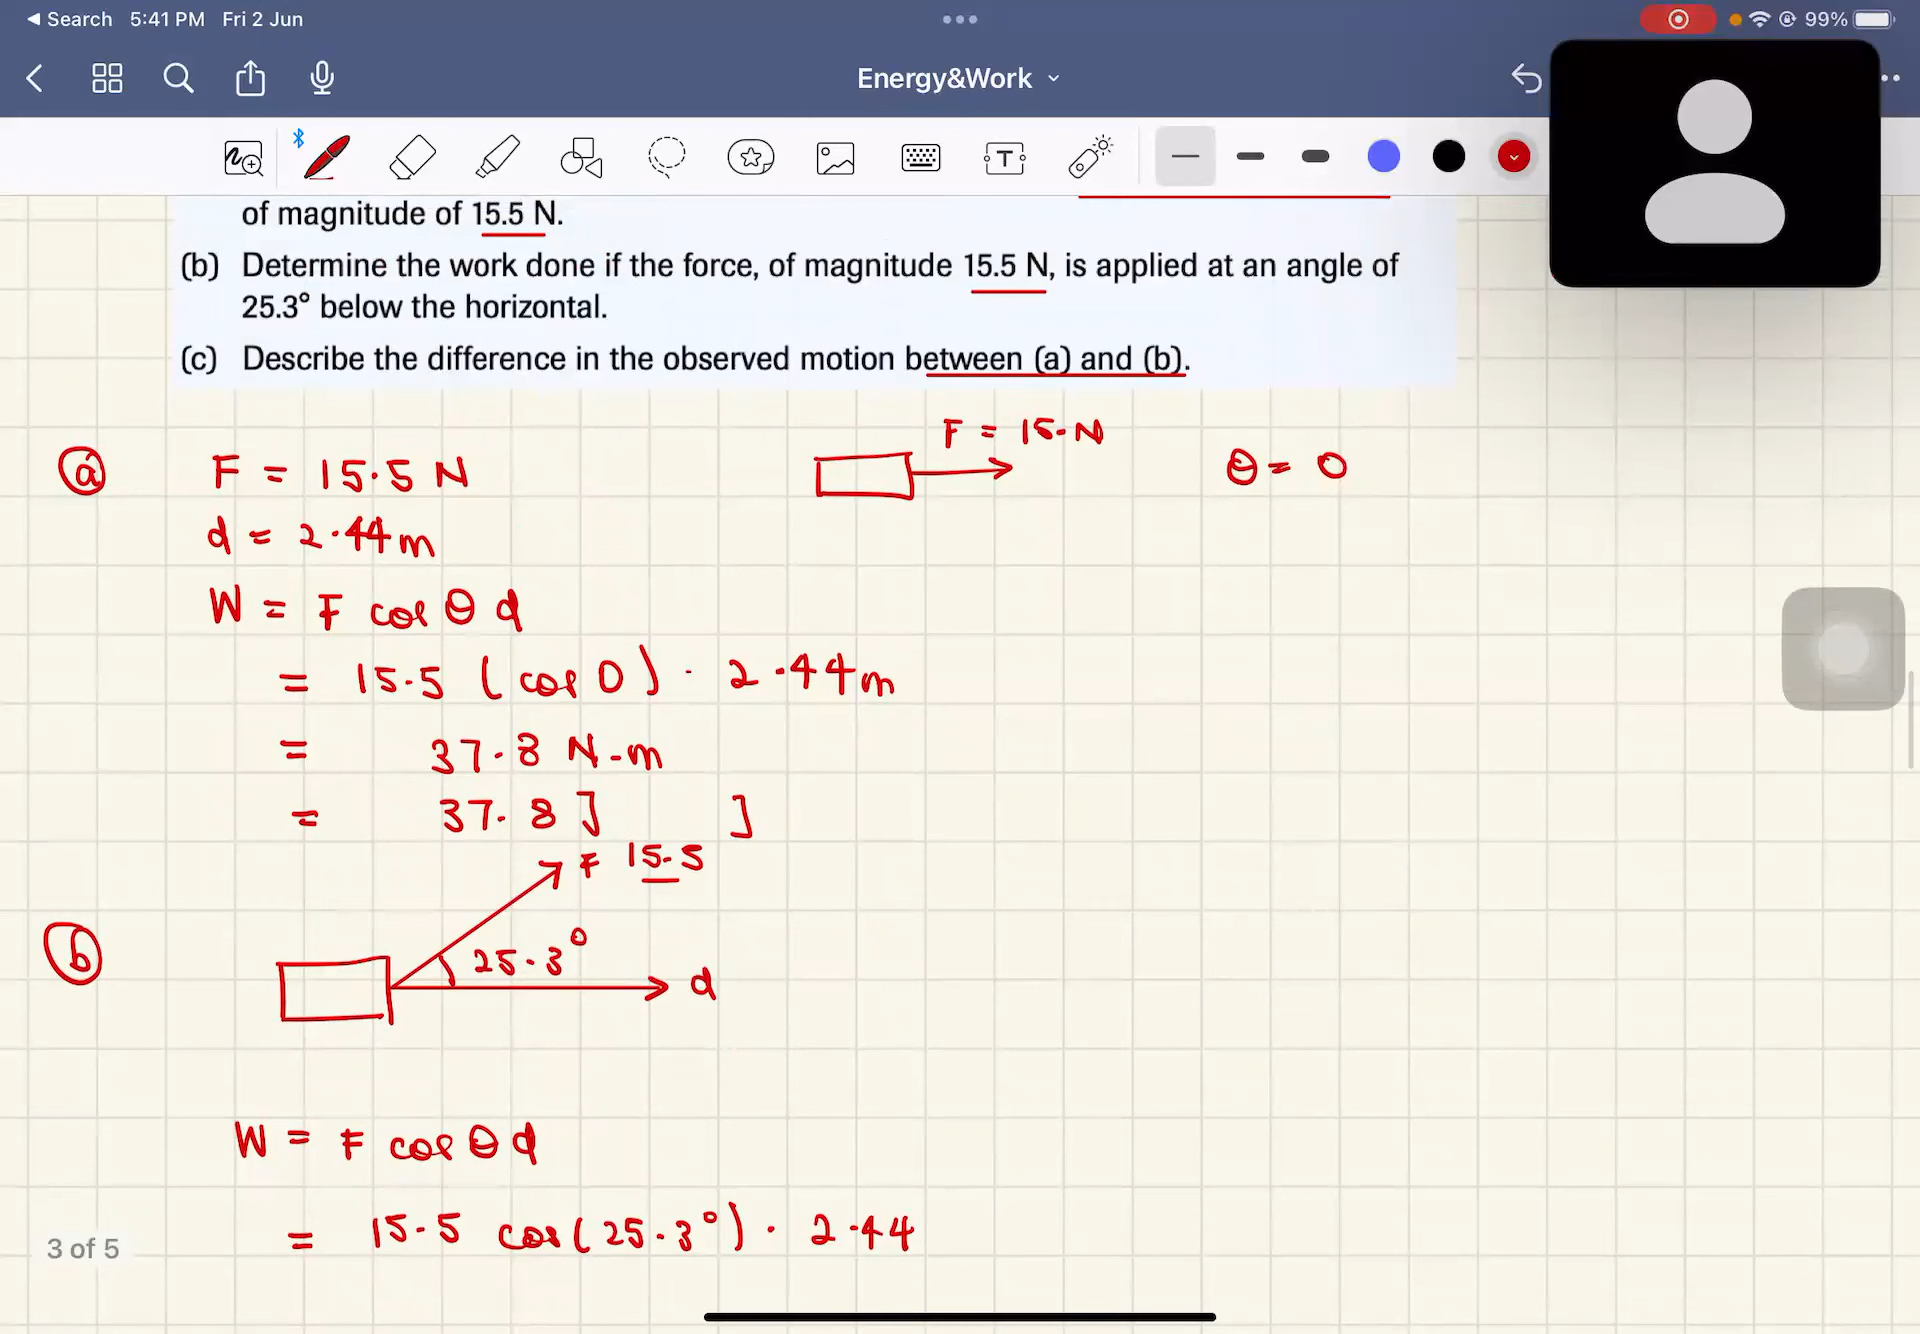 Search 5:41 PM Fri 2 Jun
99%
Energy&Work
T
of magnitude of 15.5 N.
(b) Determine the work done if the force, of magnitude 15.5 N, is applied at an angle of
25.3° below the horizontal.
(c) Describe the difference in the observed motion between (a) and (b).
F = 15.N
a F = 15.5 N
θ = 0
d = 2.44m
W = F cos θ d
= 15.5 (cos 0) . 2.44m
= 37.8 N-m
= 37.8 J J
F 15.5
b
25.3°
d
W = F cos θ d
= 15.5 cos(25.3°) . 2.44
3 of 5